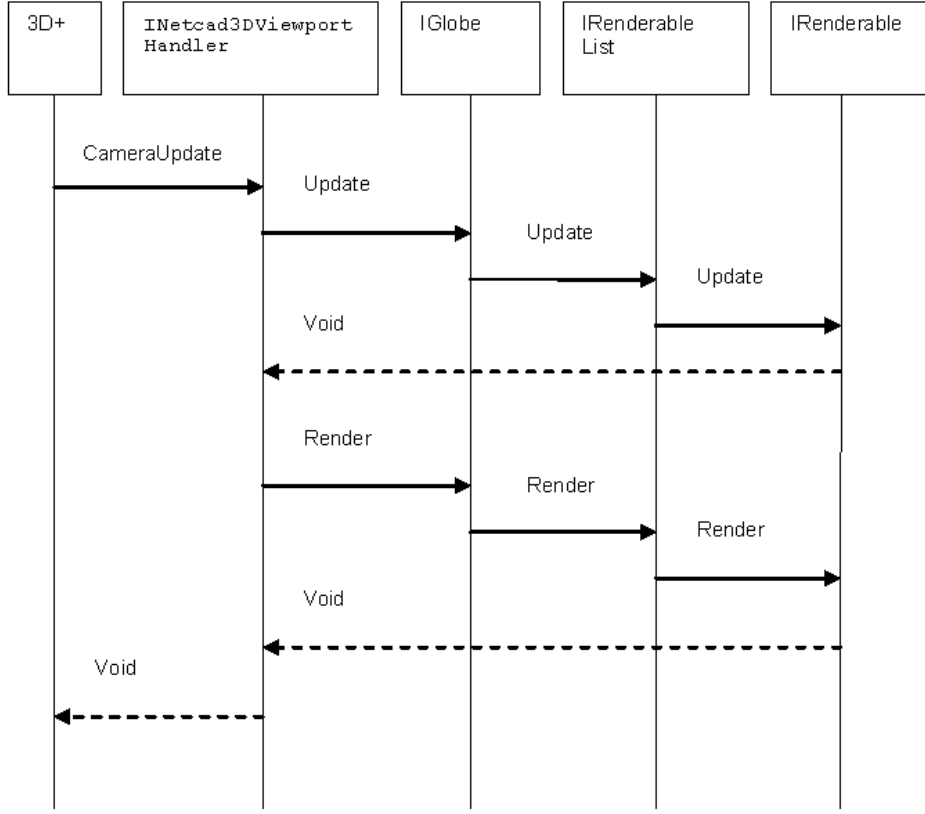 3D+
INetcad3DViewport
Handler
IGlobe
IRenderable
List
IRenderable
CameraUpdate
Update
Update
Update
Void
Render
Render
Render
Void
Void